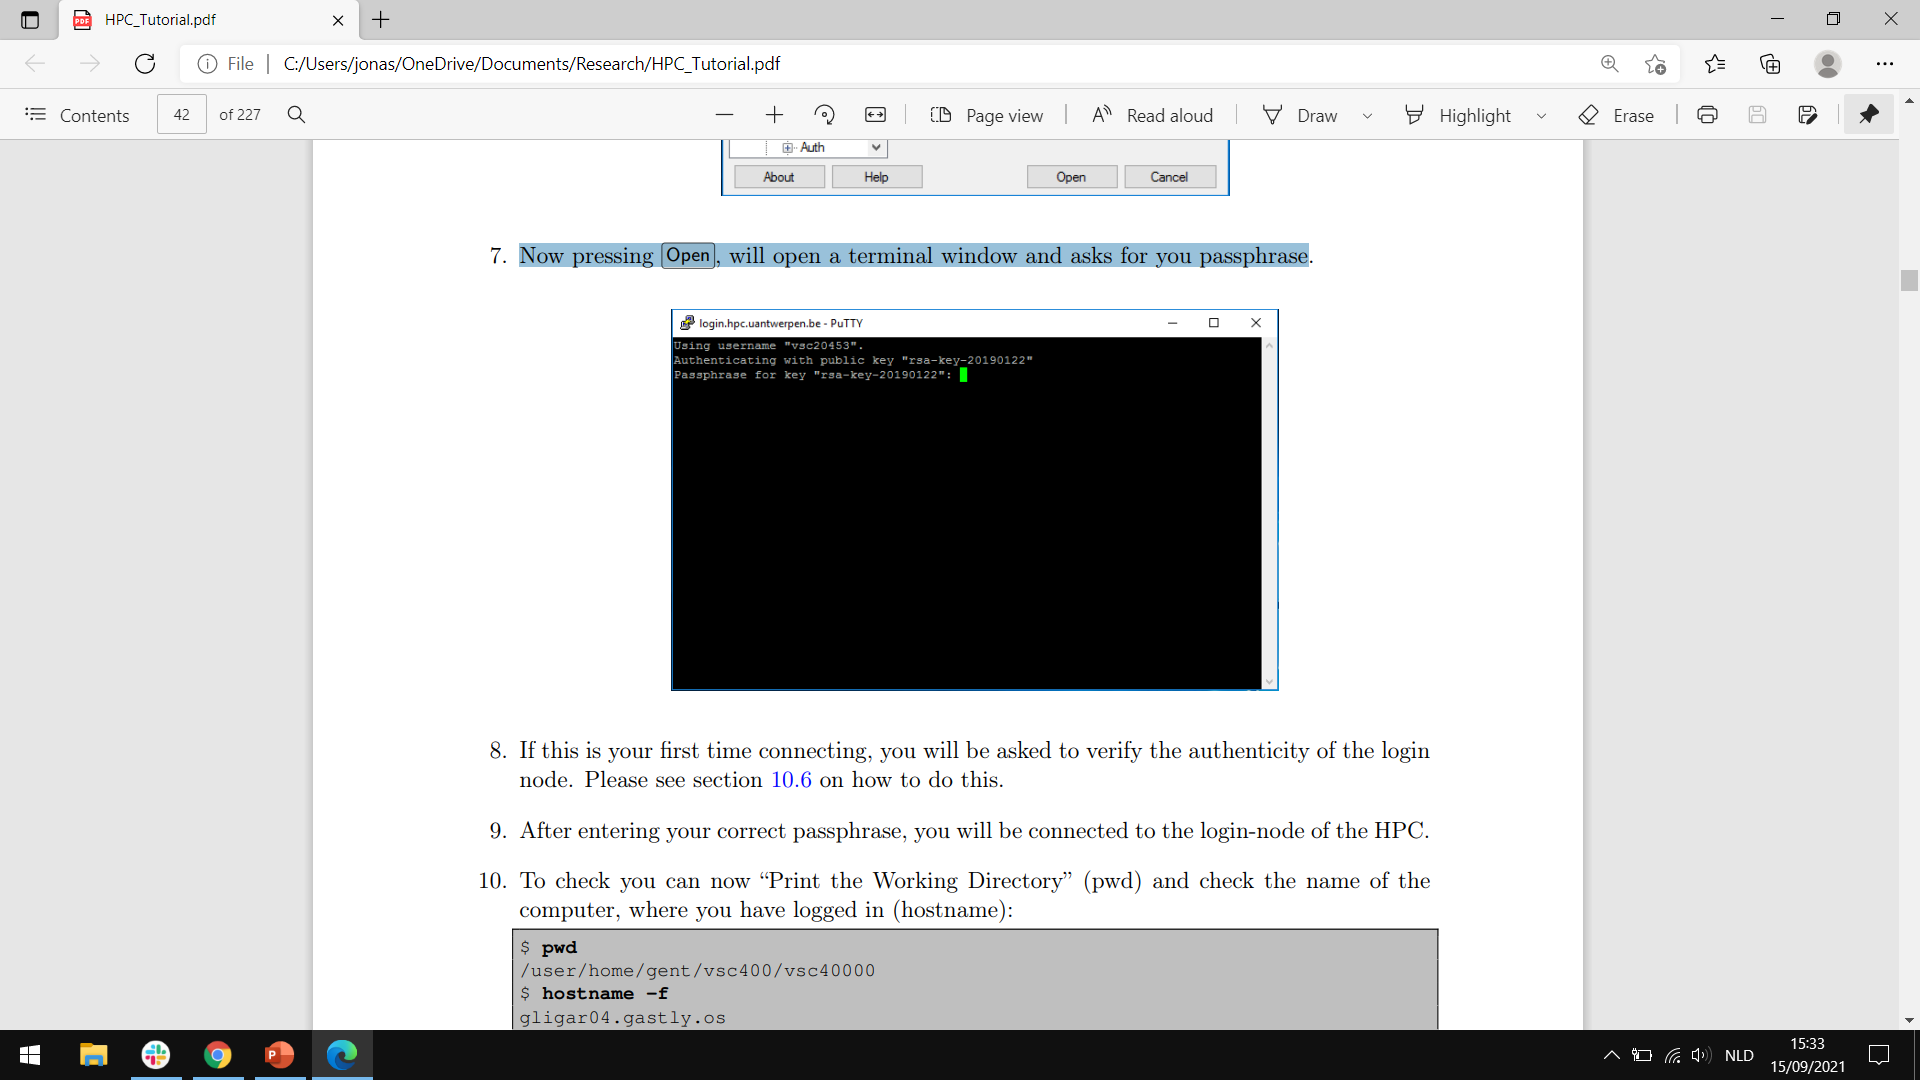 HPC_Tutorial.pdf
File
C:/Users/jonas/OneDrive/Documents/Research/HPC_Tutorial.pdf
Contents 42 of 227 Page view Read aloud Draw Highlight Erase
Auth
About Help Open Cancel
7. Now pressing Open, will open a terminal window and asks for you passphrase.
login.hpc.uantwerpen.be - PuTTY
Using username "vsc20453".
Authenticating with public key "rsa-key-20190122"
Passphrase for key "rsa-key-20190122":
8. If this is your first time connecting, you will be asked to verify the authenticity of the login
node. Please see section 10.6 on how to do this.
9. After entering your correct passphrase, you will be connected to the login-node of the HPC.
10. To check you can now “Print the Working Directory” (pwd) and check the name of the
computer, where you have logged in (hostname):
$ pwd
/user/home/gent/vsc400/vsc40000
$ hostname -f
gligar04.gastly.os
NLD
15:33
15/09/2021